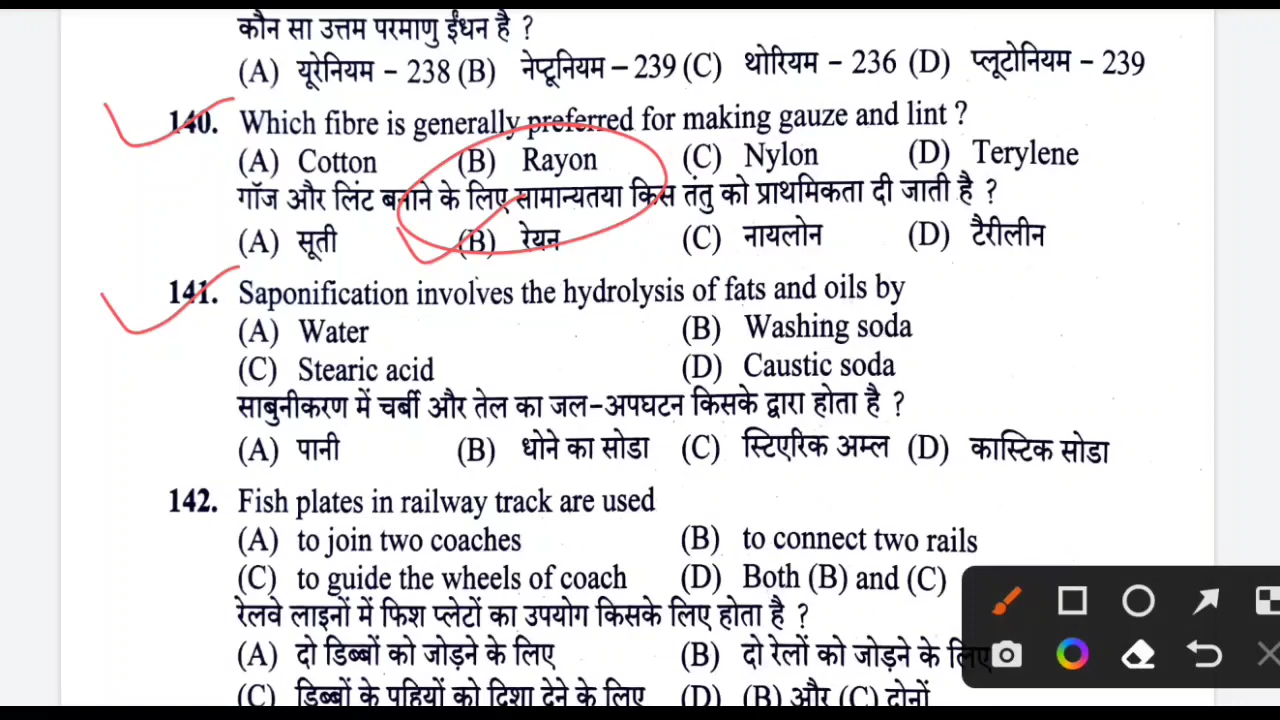 कौन सा उत्तम परमाणु ईंधन है ?
(A) यूरेनियम – 238 (B) नेप्टूनियम – 239 (C) थोरियम – 236 (D) प्लूटोनियम – 239
140. Which fibre is generally preferred for making gauze and lint ?
(A) Cotton (B) Rayon (C) Nylon (D) Terylene
गॉज और लिंट बनाने के लिए सामान्यतया किस तंतु को प्राथमिकता दी जाती है ?
(A) सूती (B) रेयन (C) नायलोन (D) टैरीलीन
141. Saponification involves the hydrolysis of fats and oils by
(A) Water (B) Washing soda
(C) Stearic acid (D) Caustic soda
साबुनीकरण में चर्बी और तेल का जल-अपघटन किसके द्वारा होता है ?
(A) पानी (B) धोने का सोडा (C) स्टिएरिक अम्ल (D) कास्टिक सोडा
142. Fish plates in railway track are used
(A) to join two coaches (B) to connect two rails
(C) to guide the wheels of coach (D) Both (B) and (C)
रेलवे लाइनों में फिश प्लेटों का उपयोग किसके लिए होता है ?
(A) दो डिब्बों को जोड़ने के लिए (B) दो रेलों को जोड़ने के लिए
(C) डिब्बों के पहियों को दिशा देने के लिए (D) (B) और (C) दोनों